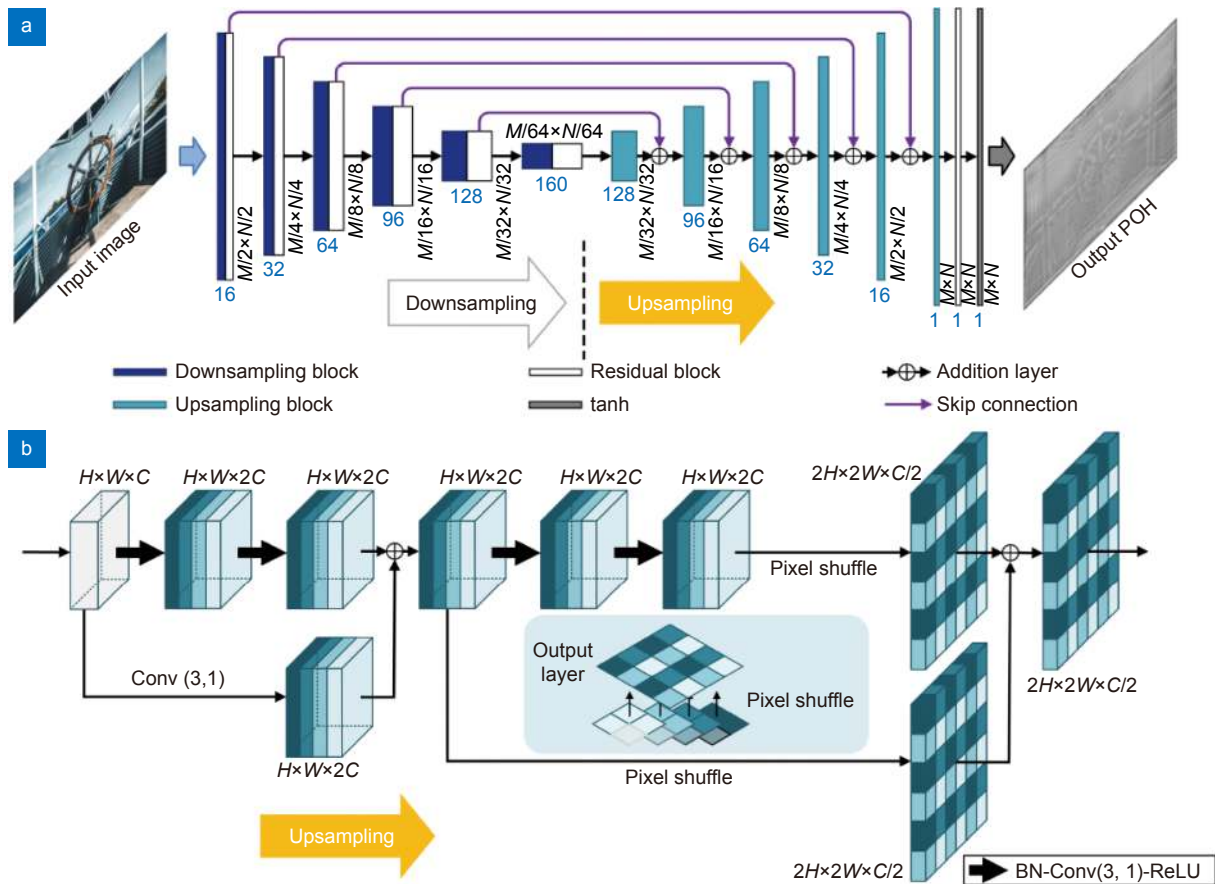 a
Input image
16
M/2×N/2
32
M/4×N/4
64
M/8×N/8
96
M/16×N/16
128
M/32×N/32
M/64×N/64
160
128
M/32×N/32
96
M/16×N/16
64
M/8×N/8
32
M/4×N/4
16
M/2×N/2
1
M×N
1
M×N
1
M×N
Output POH
Downsampling
Upsampling
Downsampling block
Residual block
Addition layer
Upsampling block
tanh
Skip connection
b
H×W×C
H×W×2C
H×W×2C
H×W×2C
H×W×2C
H×W×2C
2H×2W×C/2
Pixel shuffle
Conv (3,1)
H×W×2C
Output
layer
Pixel shuffle
Pixel shuffle
2H×2W×C/2
2H×2W×C/2
Upsampling
BN-Conv(3, 1)-ReLU